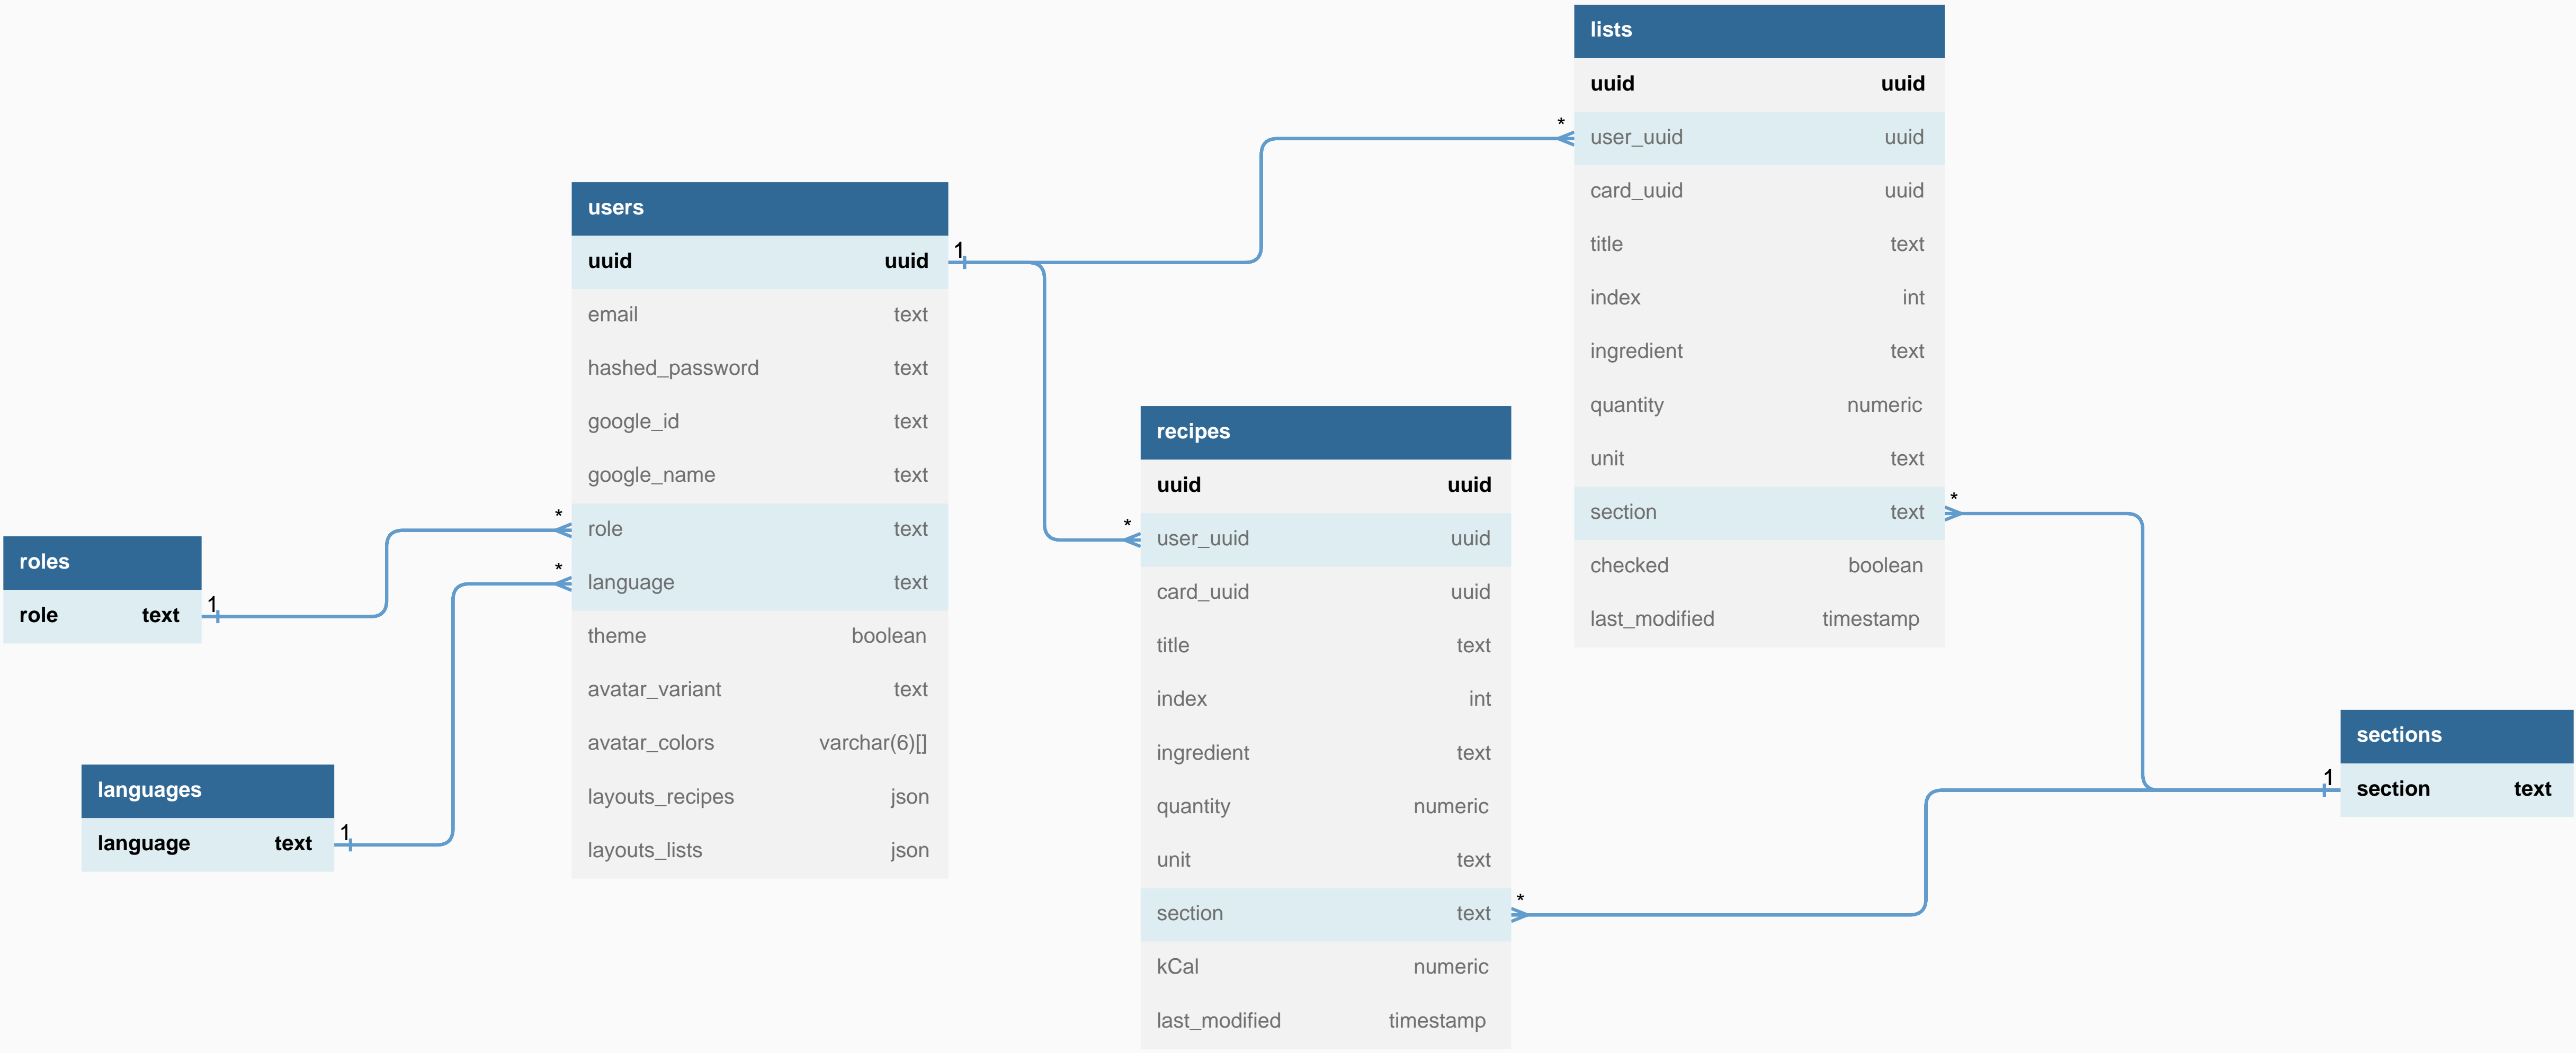 lists
uuid uuid
user_uuid uuid
card_uuid uuid
title text
index int
ingredient text
quantity numeric
unit text
section text
checked boolean
last_modified timestamp
*
*
users
uuid uuid
email text
hashed_password text
google_id text
google_name text
role text
language text
theme boolean
avatar_variant text
avatar_colors varchar(6)[]
layouts_recipes json
layouts_lists json
1
*
*
recipes
uuid uuid
user_uuid uuid
card_uuid uuid
title text
index int
ingredient text
quantity numeric
unit text
section text
kCal numeric
last_modified timestamp
*
*
roles
role text
1
languages
language text
1
sections
section text
1